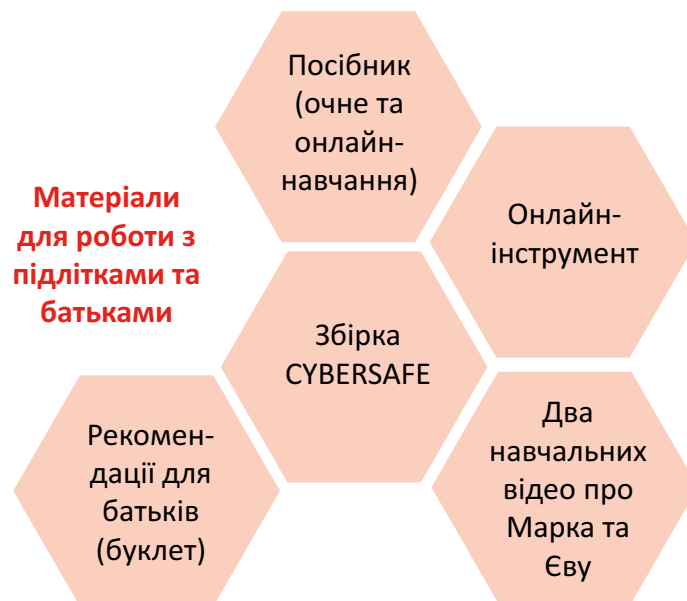 Посібник
(очне та
онлайн-
навчання)
Матеріали
для роботи з
підлітками та
батьками
Онлайн-
інструмент
Збірка
CYBERSAFE
Рекомен-
дації для
батьків
(буклет)
Два
навчальних
відео про
Марка та
Єву